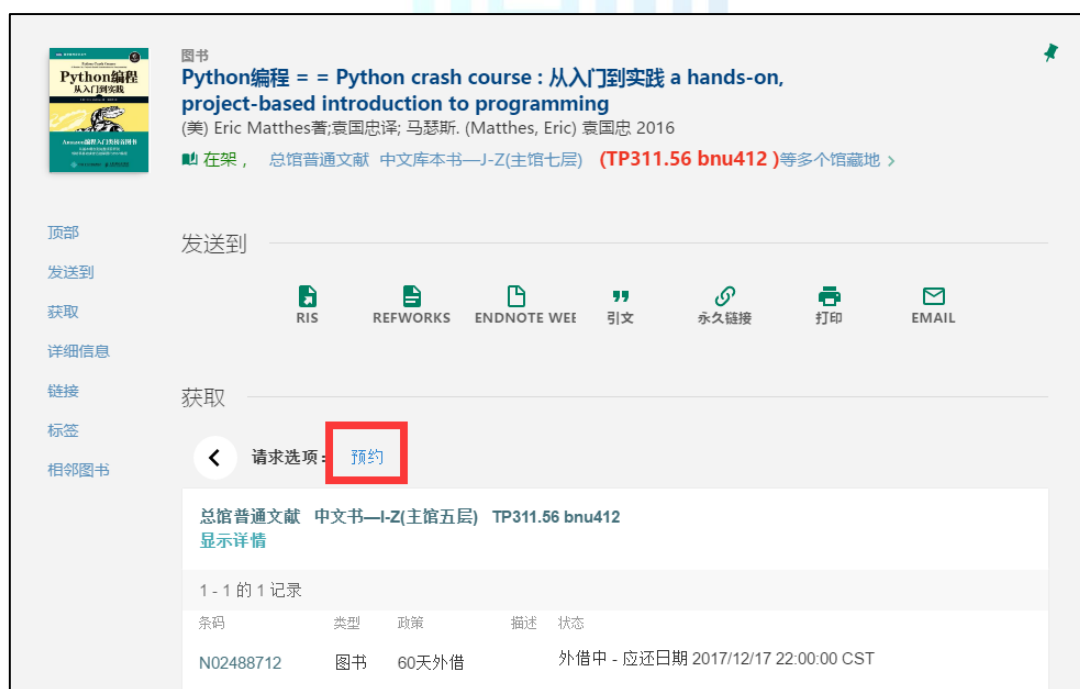 Python编程
从入门到实践
图书
Python编程 = = Python crash course : 从入门到实践 a hands-on,
project-based introduction to programming
(美) Eric Matthes著;袁国忠译; 马瑟斯. (Matthes, Eric) 袁国忠 2016
在架， 总馆普通文献 中文库本书—J-Z(主馆七层) (TP311.56 bnu412 )等多个馆藏地
顶部
发送到
获取
详细信息
链接
标签
相邻图书
发送到
RIS
REFWORKS
ENDNOTE WEE
引文
永久链接
打印
EMAIL
获取
请求选项： 预约
总馆普通文献 中文书—I-Z(主馆五层) TP311.56 bnu412
显示详情
1 - 1 的 1 记录
条码 类型 政策 描述 状态
N02488712 图书 60天外借 外借中 - 应还日期 2017/12/17 22:00:00 CST